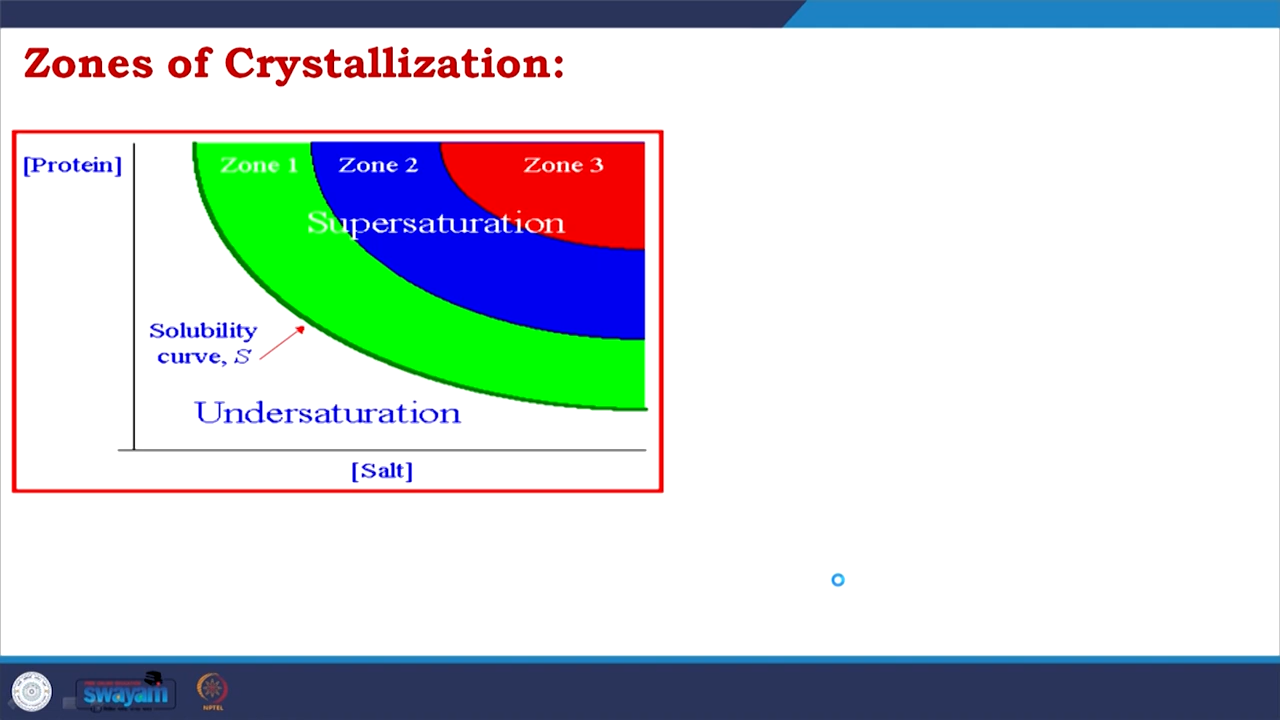 Zones of Crystallization:
[Protein]
Zone 1
Zone 2
Zone 3
Supersaturation
Solubility
curve, S
Undersaturation
[Salt]
swayam
NPTEL